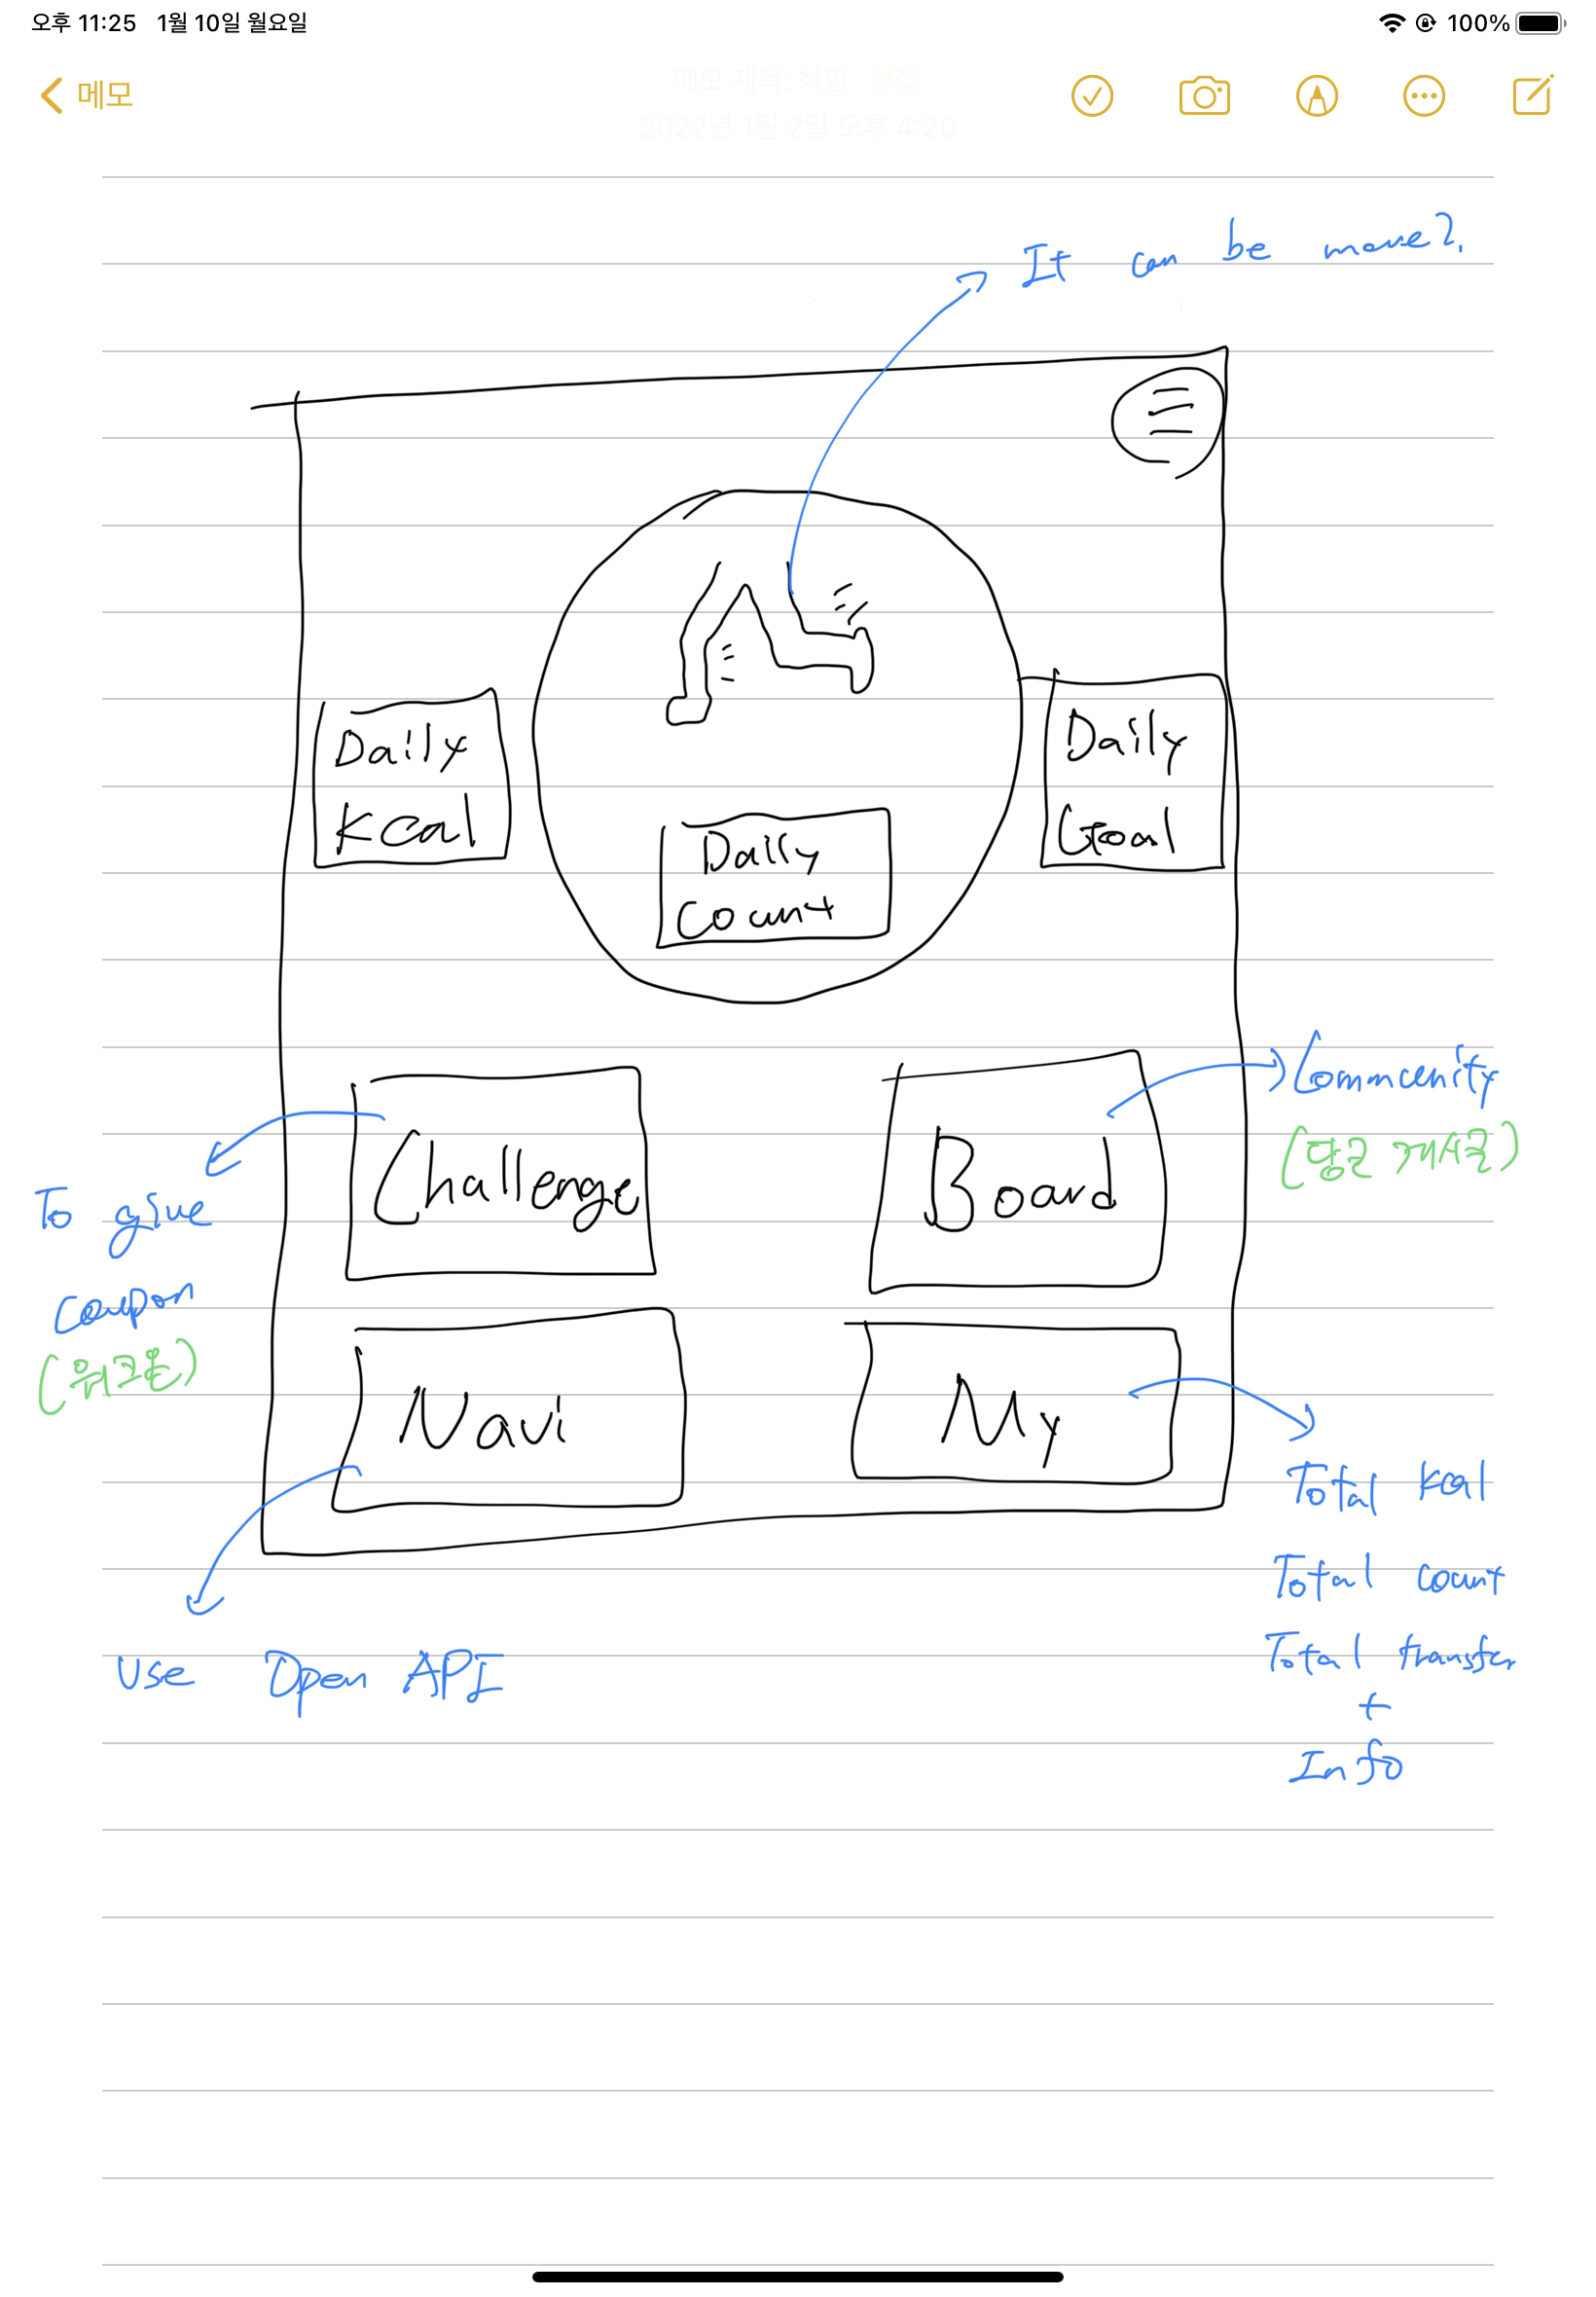 오후 11:25 1월 10일 월요일
100%
메모
메모 제목: 화면 편집
2022년 1월 2일 오후 4:20
It can be move?.
Daily
Kcal
Daily
Goal
Daily
Count
Challenge
Board
Community
(당근 게시글)
To give
coupon
(워크온)
Navi
My
Total kcal
Total count
Total transfer
+
Info
Use Open API